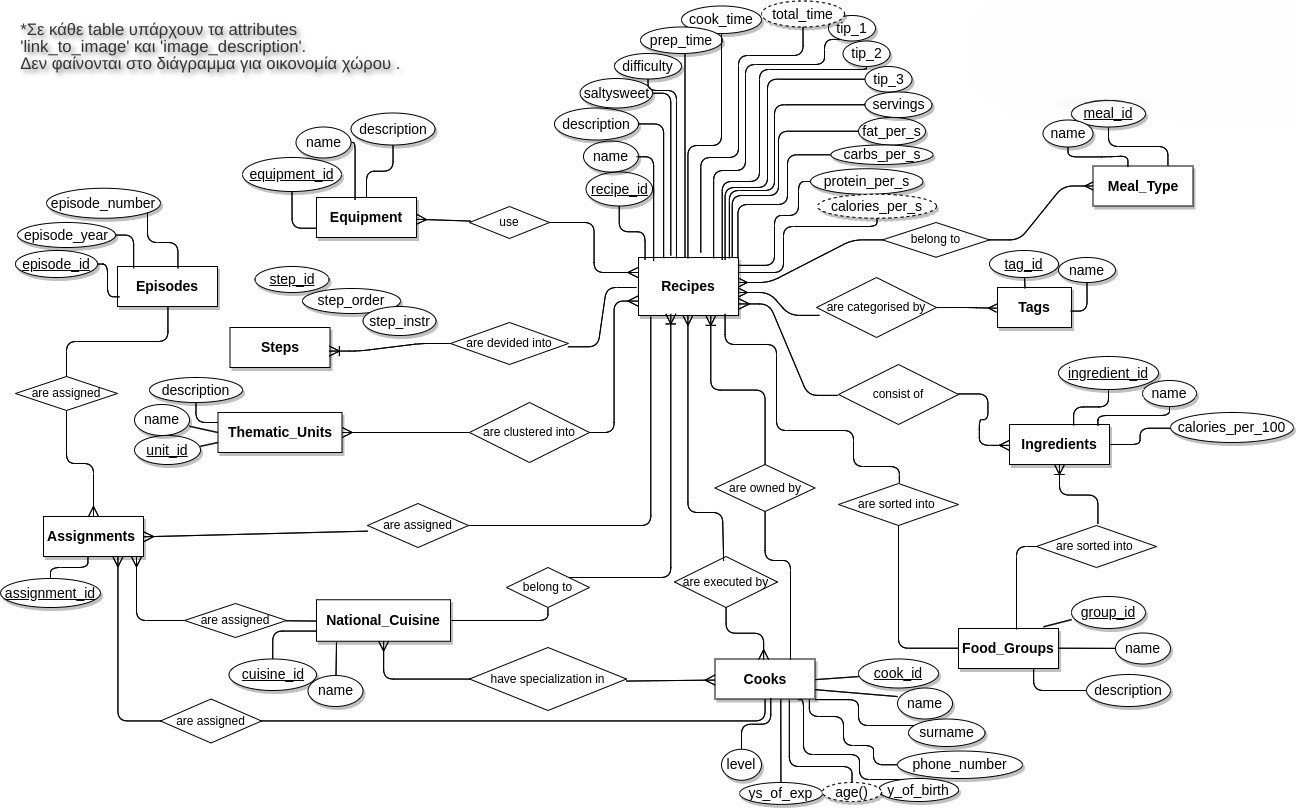 *Σε κάθε table υπάρχουν τα attributes
'link_to_image' και 'image_description'.
Δεν φαίνονται στο διάγραμμα για οικονομία χώρου .
total_time
cook_time
tip_1
prep_time
tip_2
difficulty
tip_3
saltysweet
servings
description
fat_per_s
name
carbs_per_s
recipe_id
protein_per_s
calories_per_s
Recipes
meal_id
name
Meal_Type
belong to
description
name
equipment_id
Equipment
use
episode_number
episode_year
episode_id
Episodes
step_id
step_order
step_instr
Steps
are devided into
tag_id
name
Tags
are categorised by
are assigned
description
name
unit_id
Thematic_Units
are clustered into
ingredient_id
name
calories_per_100
Ingredients
consist of
are owned by
are sorted into
are assigned
Assignments
assignment_id
are sorted into
belong to
are executed by
are assigned
National_Cuisine
cuisine_id
name
have specialization in
group_id
Food_Groups
name
description
Cooks
cook_id
name
surname
phone_number
y_of_birth
age()
ys_of_exp
level
are assigned